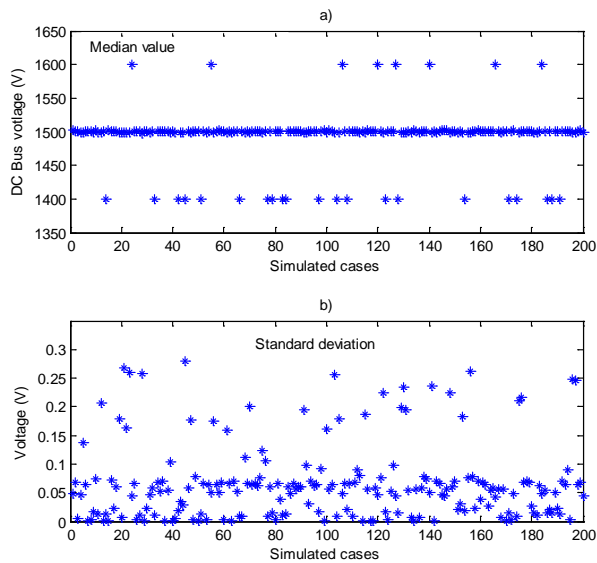 a)
Median value
1650
1600
1550
1500
1450
1400
1350
DC Bus voltage (V)
0 20 40 60 80 100 120 140 160 180 200
Simulated cases
b)
Standard deviation
0.3
0.25
0.2
0.15
0.1
0.05
0
Voltage (V)
0 20 40 60 80 100 120 140 160 180 200
Simulated cases